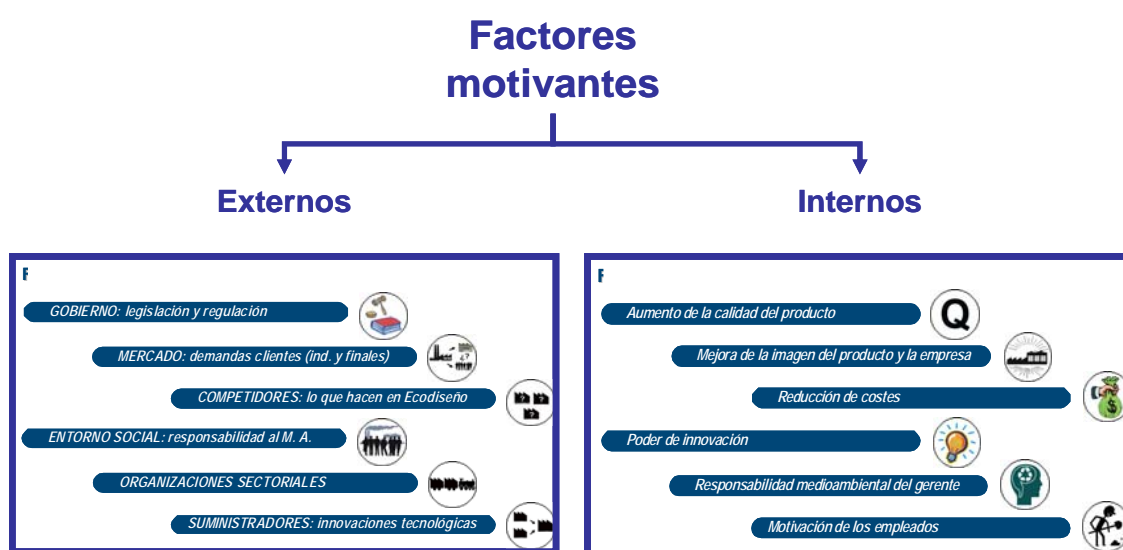 Factores
motivantes
Externos
Internos
F
GOBIERNO: legislación y regulación
MERCADO: demandas clientes (ind. y finales)
COMPETIDORES: lo que hacen en Ecodiseño
ENTORNO SOCIAL: responsabilidad al M. A.
ORGANIZACIONES SECTORIALES
SUMINISTRADORES: innovaciones tecnológicas
F
Aumento de la calidad del producto
Q
Mejora de la imagen del producto y la empresa
Reducción de costes
$
Poder de innovación
Responsabilidad medioambiental del gerente
Motivación de los empleados